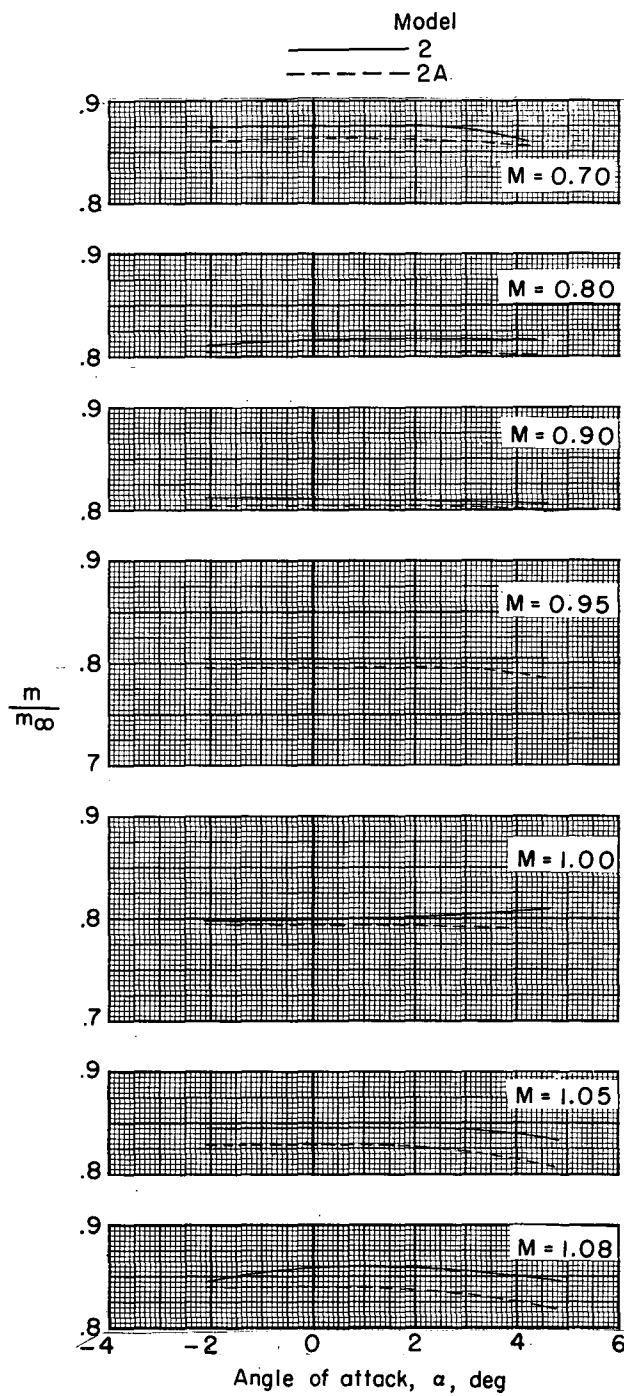 Model
2
2A
.9
M = 0.70
.8
.9
M = 0.80
.8
.9
M = 0.90
.8
.9
M = 0.95
.8
m
m∞
7
.9
M = 1.00
.8
.7
.9
M = 1.05
.8
.9
M = 1.08
.8
-4 -2 0 2 4 6
Angle of attack, α, deg